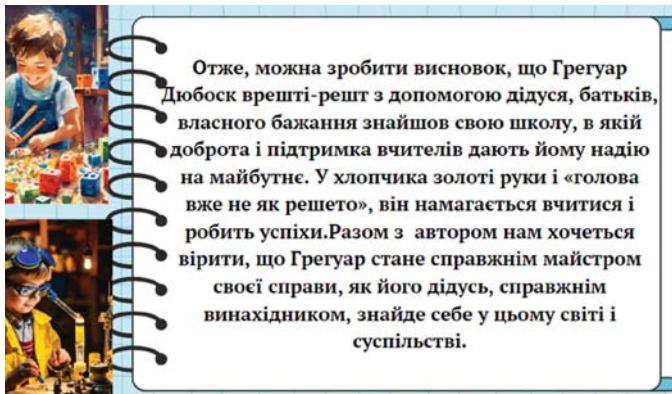 Отже, можна зробити висновок, що Грегуар
Дюбоск врешті-решт з допомогою дідуся, батьків,
власного бажання знайшов свою школу, в якій
доброта і підтримка вчителів дають йому надію
на майбутнє. У хлопчика золоті руки і «голова
вже не як решето», він намагається вчитися і
робить успіхи.Разом з автором нам хочеться
вірити, що Грегуар стане справжнім майстром
своєї справи, як його дідусь, справжнім
винахідником, знайде себе у цьому світі і
суспільстві.